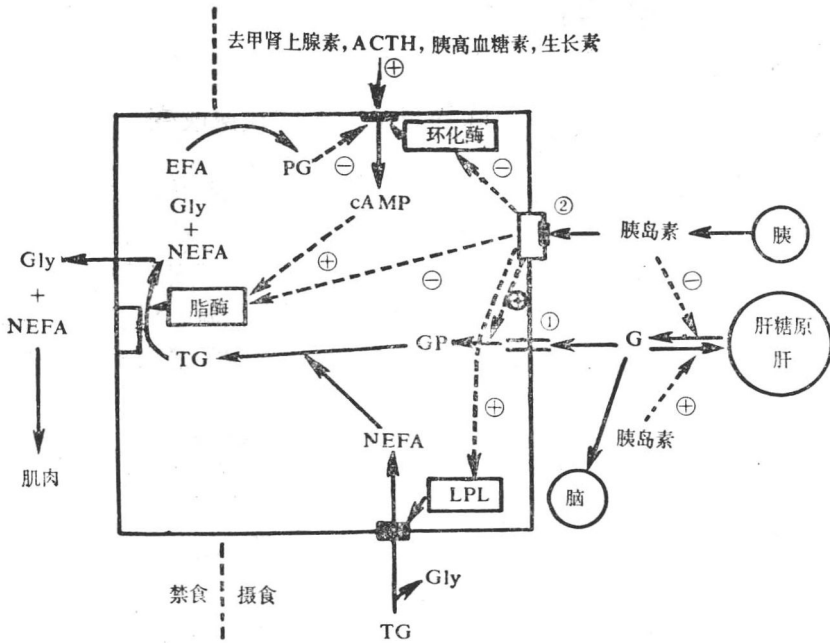 去甲肾上腺素，ACTH，胰高血糖素，生长素
⊕
环化酶
EFA
PG
⊖
⊖
cAMP
Gly
+
NEFA
②
胰岛素
胰
Gly
+
NEFA
⊕
⊖
⊖
脂酶
⊕
①
肝糖原
肝
TG
GP
G
⊕
⊕
NEFA
胰岛素
肌肉
LPL
脑
Gly
禁食
摄食
TG